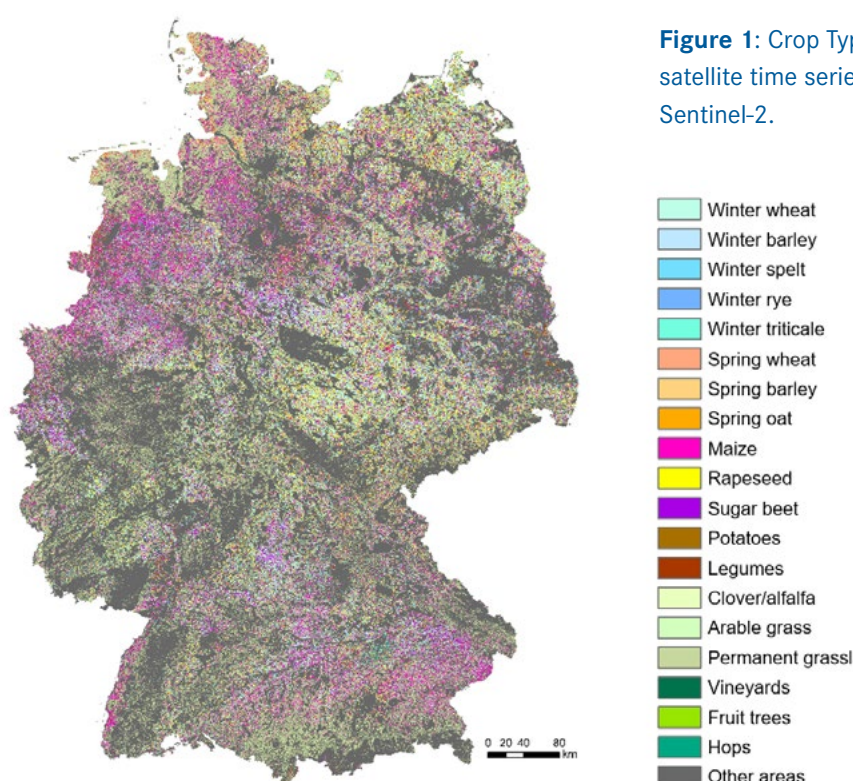 Figure 1: Crop Typ
satellite time serie
Sentinel-2.
Winter wheat
Winter barley
Winter spelt
Winter rye
Winter triticale
Spring wheat
Spring barley
Spring oat
Maize
Rapeseed
Sugar beet
Potatoes
Legumes
Clover/alfalfa
Arable grass
Permanent grassl
Vineyards
Fruit trees
Hops
Other areas
0 20 40 80
km